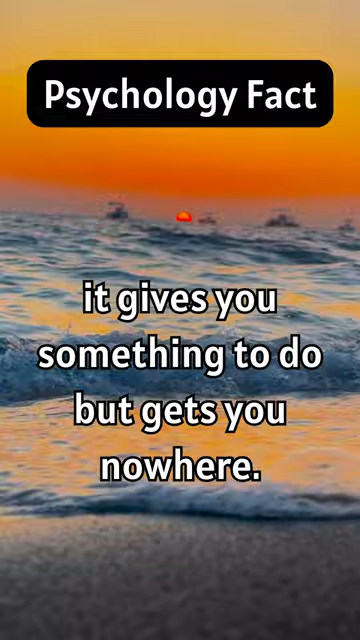 Psychology Fact
it gives you
something to do
but gets you
nowhere.